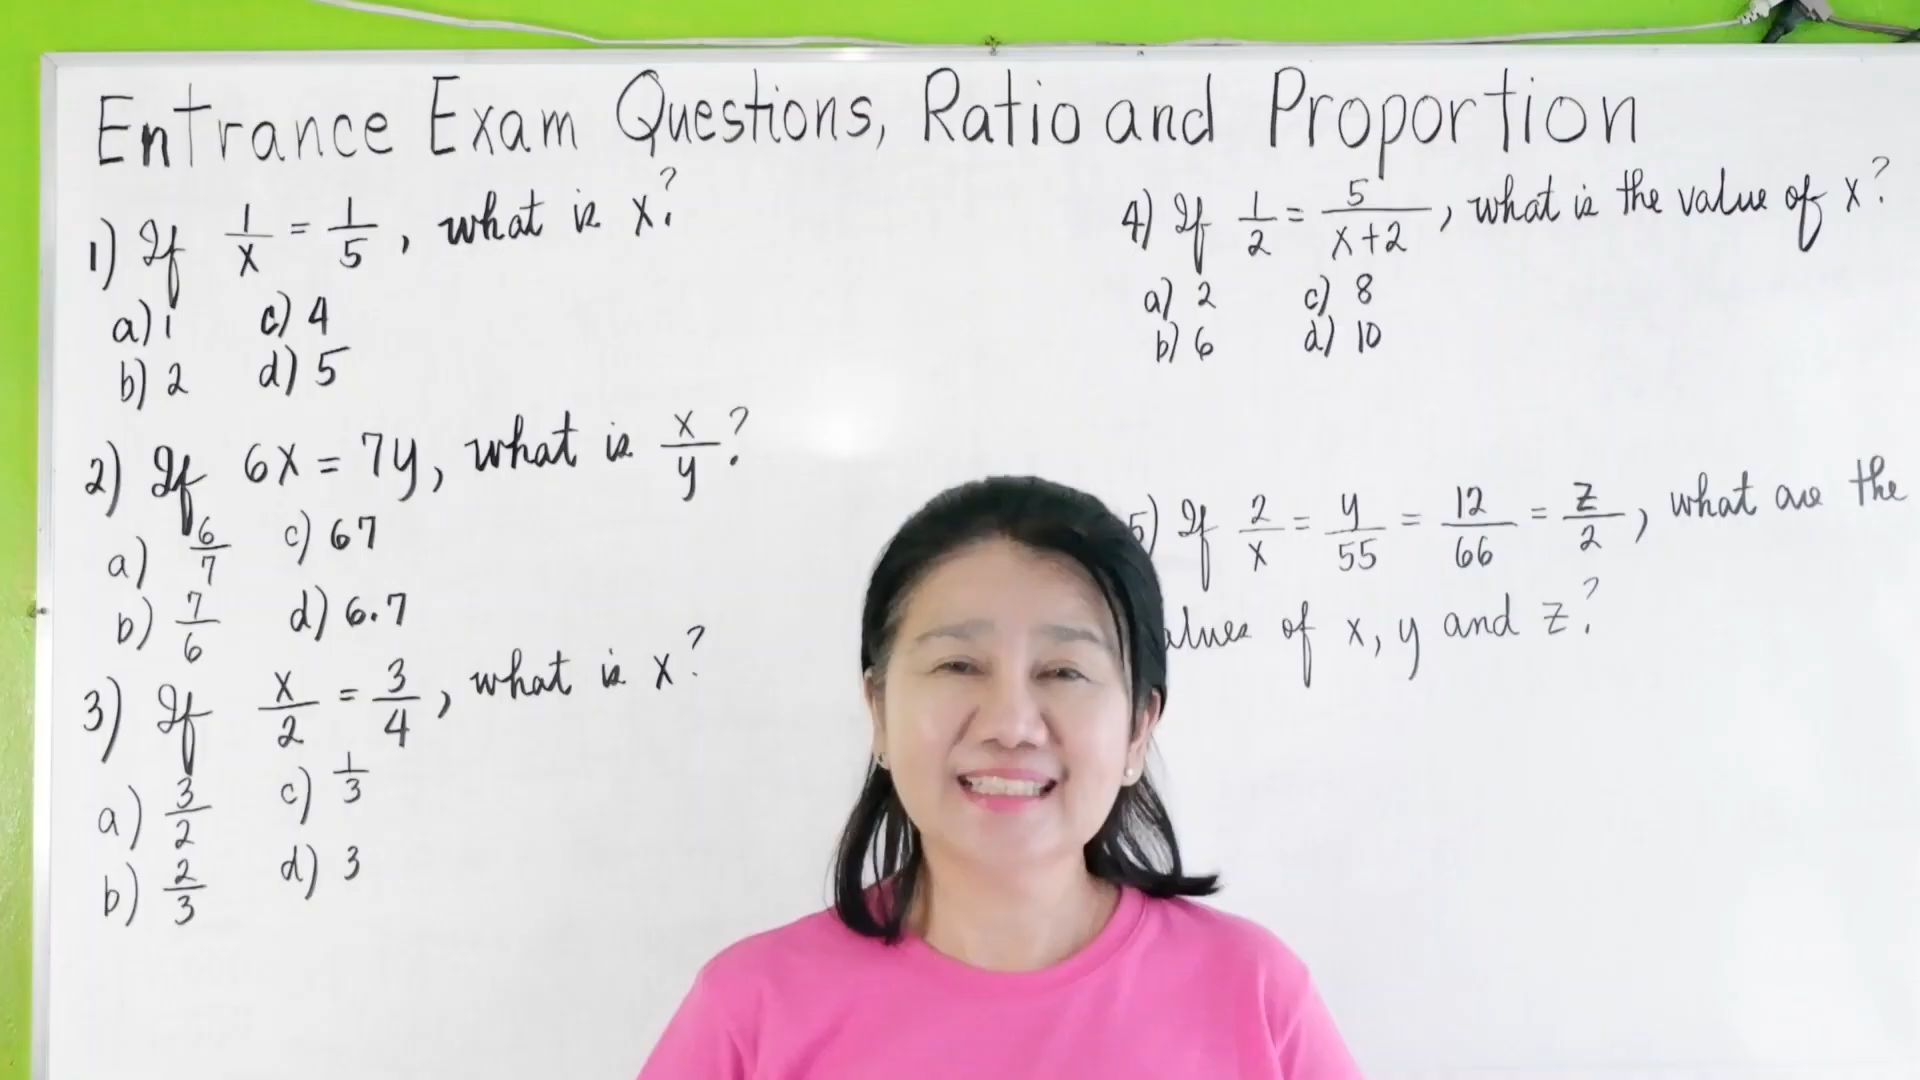 Entrance Exam Questions, Ratio and Proportion
1) If 1/x = 1/5, what is x?
a) 1 c) 4
b) 2 d) 5
2) If 6x = 7y, what is x/y?
a) 6/7 c) 67
b) 7/6 d) 6.7
3) If x/2 = 3/4, what is x?
a) 3/2 c) 1/3
b) 2/3 d) 3
4) If 1/2 = 5/(x+2), what is the value of x?
a) 2 c) 8
b) 6 d) 10
5) If 2/x = y/55 = 12/66 = z/2, what are the
alues of x, y and z?